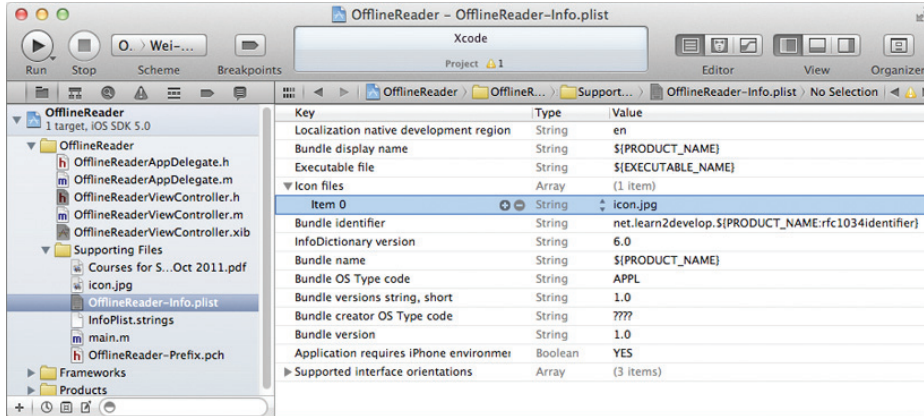 OfflineReader – OfflineReader-Info.plist
Run
Stop
O. › Wei-...
Scheme
Breakpoints
Xcode
Project 1
Editor
View
Organizer
OfflineReader › OfflineR... › Support... › OfflineReader-Info.plist › No Selection
OfflineReader
1 target, iOS SDK 5.0
OfflineReader
h OfflineReaderAppDelegate.h
m OfflineReaderAppDelegate.m
h OfflineReaderViewController.h
m OfflineReaderViewController.m
OfflineReaderViewController.xib
Supporting Files
Courses for S...Oct 2011.pdf
icon.jpg
OfflineReader-Info.plist
InfoPlist.strings
m main.m
h OfflineReader-Prefix.pch
Frameworks
Products
Key Type Value
Localization native development region String en
Bundle display name String ${PRODUCT_NAME}
Executable file String ${EXECUTABLE_NAME}
Icon files Array (1 item)
Item 0 String icon.jpg
Bundle identifier String net.learn2develop.${PRODUCT_NAME:rfc1034identifier}
InfoDictionary version String 6.0
Bundle name String ${PRODUCT_NAME}
Bundle OS Type code String APPL
Bundle versions string, short String 1.0
Bundle creator OS Type code String ????
Bundle version String 1.0
Application requires iPhone environmen Boolean YES
Supported interface orientations Array (3 items)